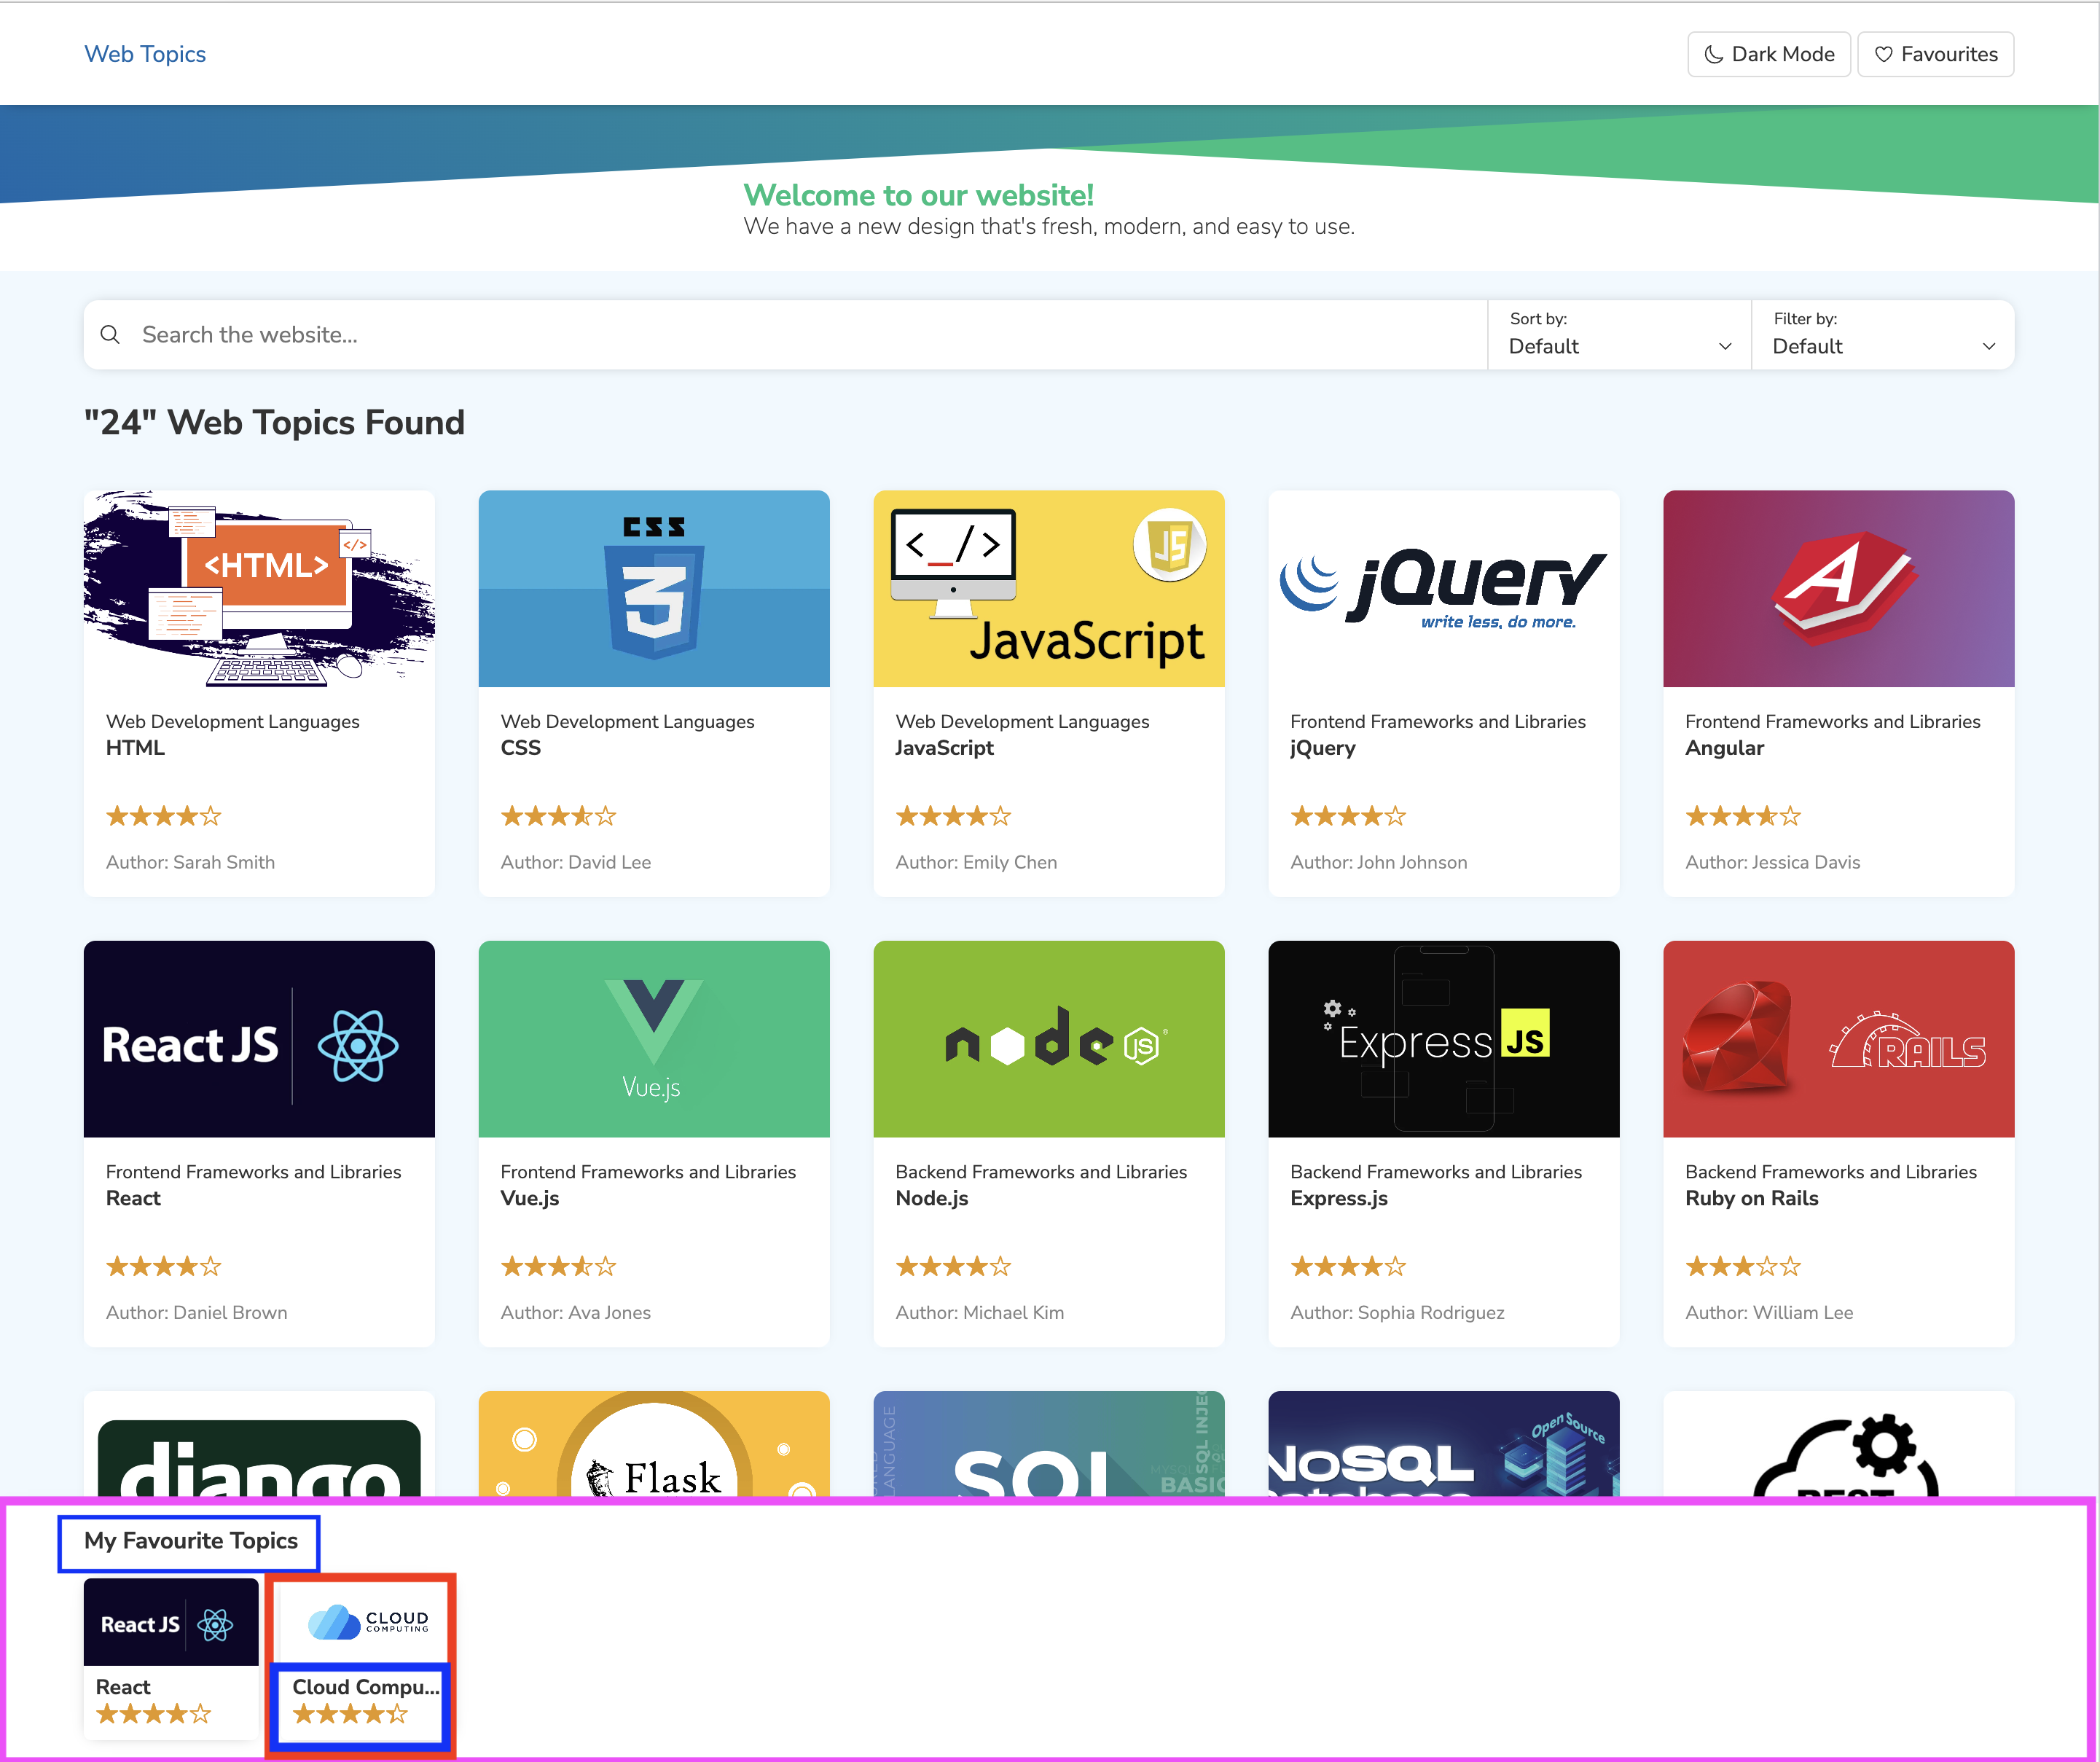 Web Topics
Dark Mode
Favourites
Welcome to our website!
We have a new design that's fresh, modern, and easy to use.
Search the website...
Sort by:
Default
Filter by:
Default
"24" Web Topics Found
<HTML>
</>
Web Development Languages
HTML
Author: Sarah Smith
CSS
3
Web Development Languages
CSS
Author: David Lee
<_/>
JS
JavaScript
Web Development Languages
JavaScript
Author: Emily Chen
jQuery
write less, do more.
Frontend Frameworks and Libraries
jQuery
Author: John Johnson
A
Frontend Frameworks and Libraries
Angular
Author: Jessica Davis
React JS
Frontend Frameworks and Libraries
React
Author: Daniel Brown
Vue.js
Frontend Frameworks and Libraries
Vue.js
Author: Ava Jones
node
JS
Backend Frameworks and Libraries
Node.js
Author: Michael Kim
Express JS
Backend Frameworks and Libraries
Express.js
Author: Sophia Rodriguez
RAILS
Backend Frameworks and Libraries
Ruby on Rails
Author: William Lee
django
Flask
LANGUAGE
SQL
SQL INJE
BASIC
NoSQL
Database
Open Source
REST
My Favourite Topics
React JS
React
CLOUD
COMPUTING
Cloud Compu...